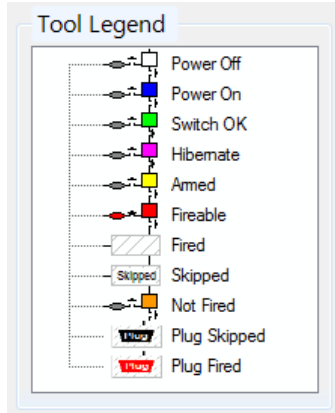 Tool Legend
Power Off
Power On
Switch OK
Hibernate
Armed
Fireable
Fired
Skipped Skipped
Not Fired
Plug Plug Skipped
Plug Plug Fired